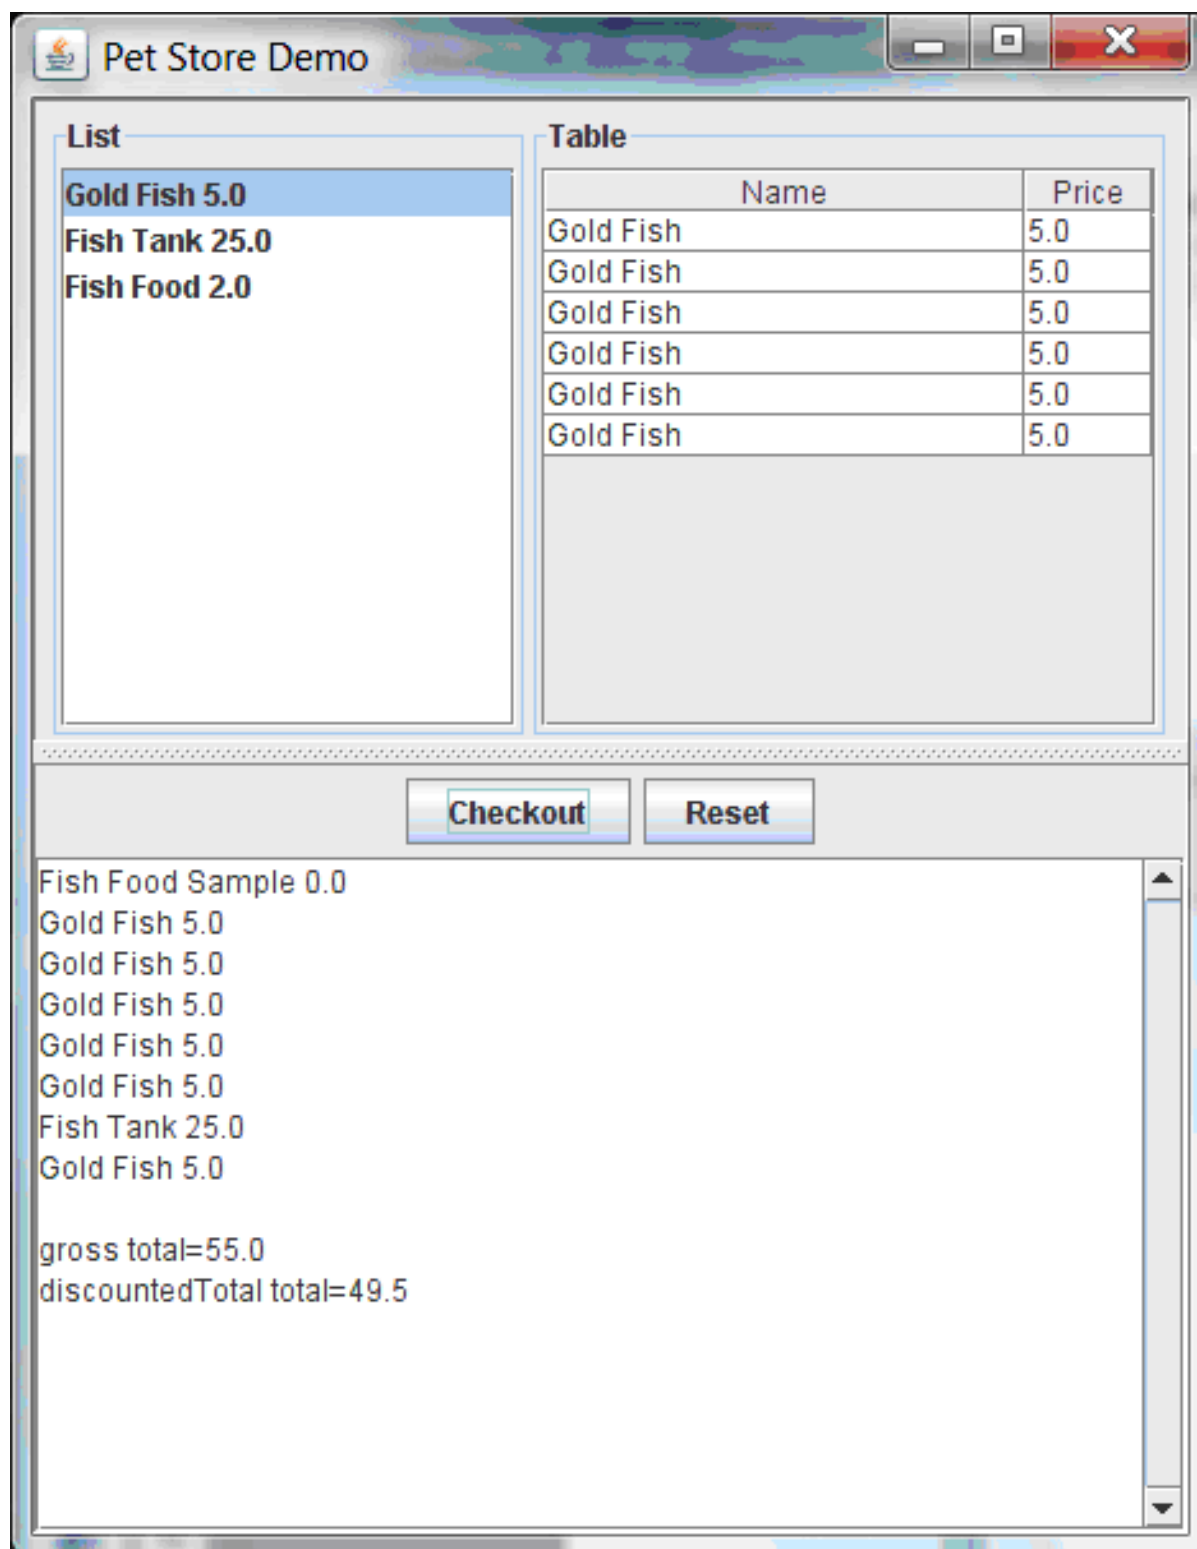 Pet Store Demo
List
Gold Fish 5.0
Fish Tank 25.0
Fish Food 2.0
Table
Name Price
Gold Fish 5.0
Gold Fish 5.0
Gold Fish 5.0
Gold Fish 5.0
Gold Fish 5.0
Gold Fish 5.0
Checkout Reset
Fish Food Sample 0.0
Gold Fish 5.0
Gold Fish 5.0
Gold Fish 5.0
Gold Fish 5.0
Gold Fish 5.0
Fish Tank 25.0
Gold Fish 5.0
gross total=55.0
discountedTotal total=49.5